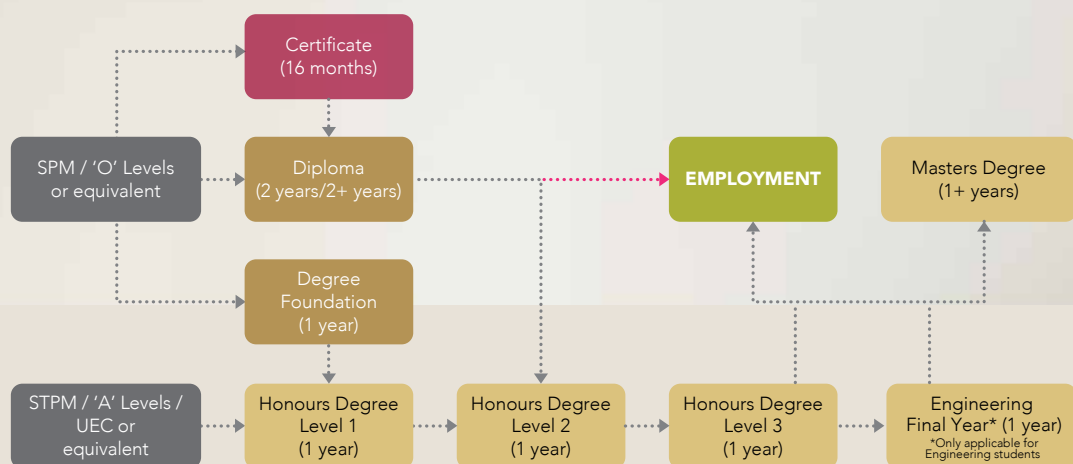 Certificate
(16 months)
SPM / 'O' Levels
or equivalent
Diploma
(2 years/2+ years)
EMPLOYMENT
Masters Degree
(1+ years)
Degree
Foundation
(1 year)
STPM / 'A' Levels /
UEC or
equivalent
Honours Degree
Level 1
(1 year)
Honours Degree
Level 2
(1 year)
Honours Degree
Level 3
(1 year)
Engineering
Final Year* (1 year)
*Only applicable for
Engineering students